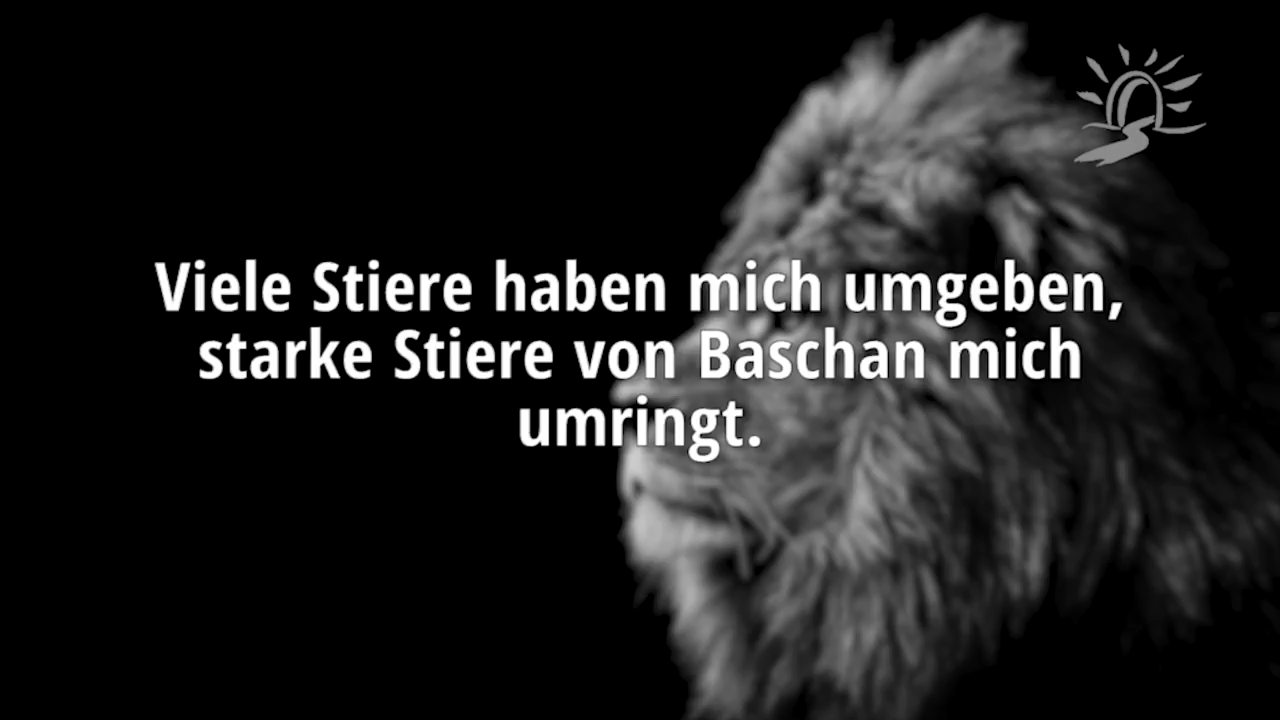 Viele Stiere haben mich umgeben,
starke Stiere von Baschan mich
umringt.